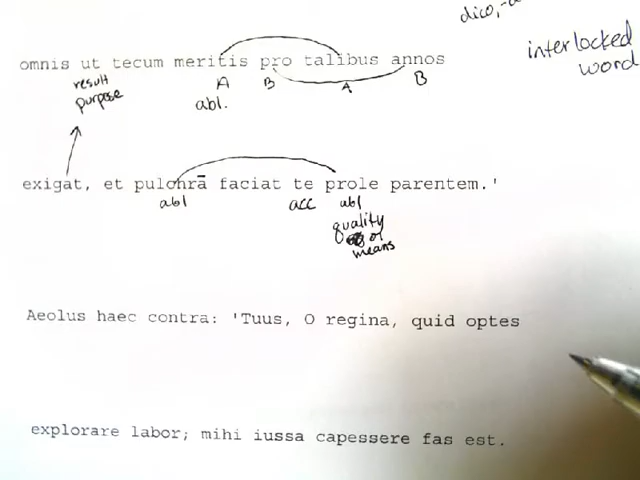 dico,
interlocked
word
omnis ut tecum meritis pro talibus annos
result
purpose
A B A B
abl.
exigat, et pulchrā faciat te prole parentem.'
abl acc abl
quality
or
means
Aeolus haec contra: 'Tuus, O regina, quid optes
explorare labor; mihi iussa capessere fas est.